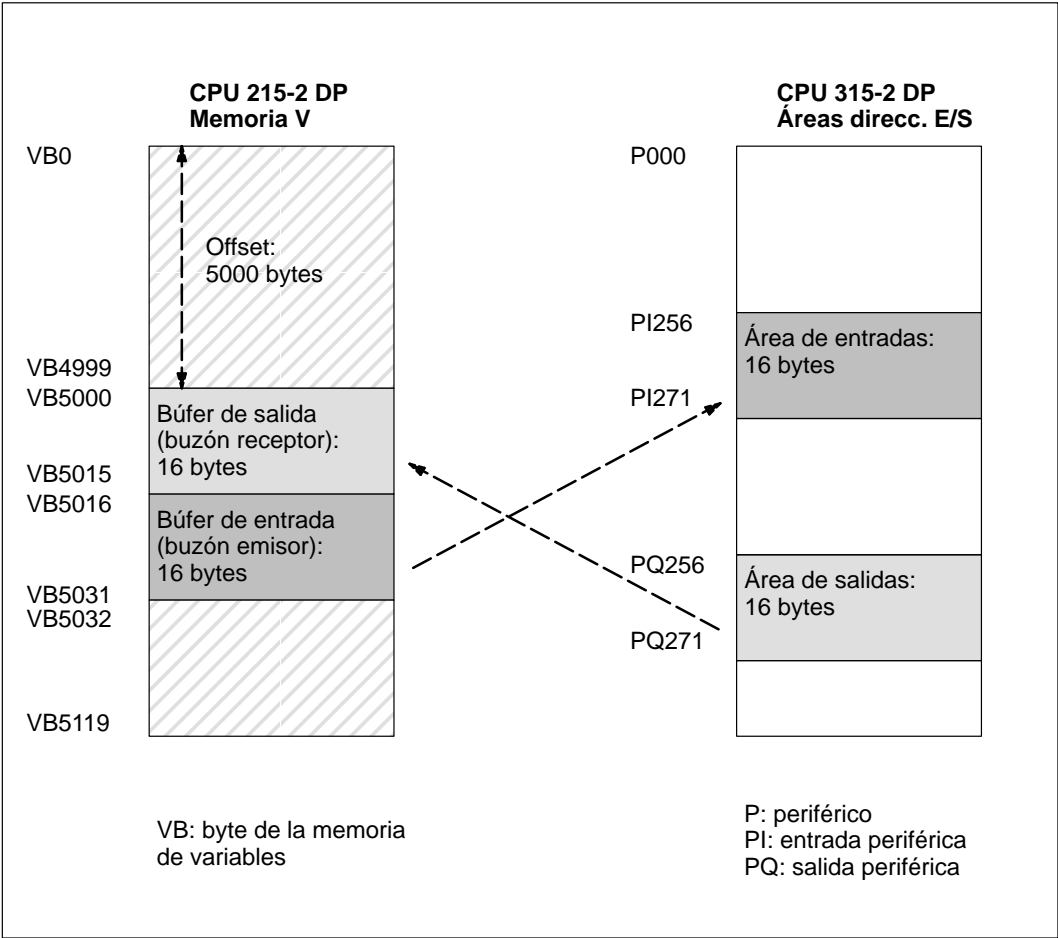 CPU 215-2 DP
Memoria V
VB0
Offset:
5000 bytes
VB4999
VB5000
Búfer de salida
(buzón receptor):
16 bytes
VB5015
VB5016
Búfer de entrada
(buzón emisor):
16 bytes
VB5031
VB5032
VB5119
VB: byte de la memoria
de variables
CPU 315-2 DP
Áreas direcc. E/S
P000
PI256
Área de entradas:
16 bytes
PI271
PQ256
Área de salidas:
16 bytes
PQ271
P: periférico
PI: entrada periférica
PQ: salida periférica